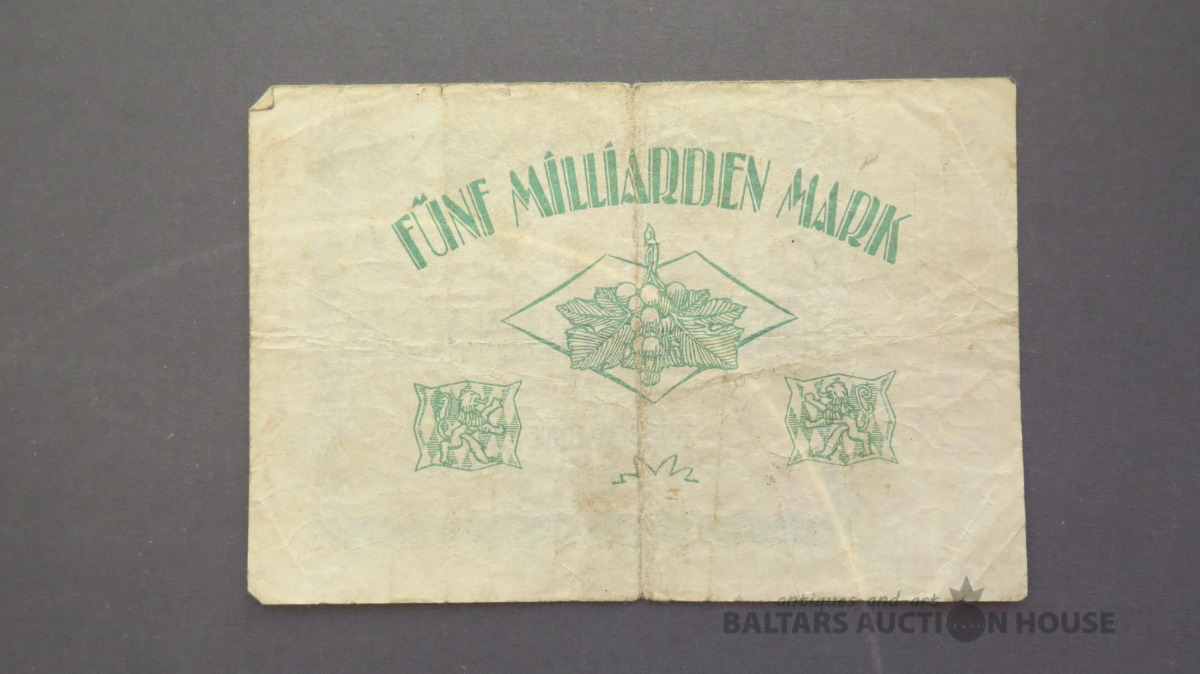 FÜNF MILLIARDEN MARK
antiques and art
BALTARS AUCTION HOUSE